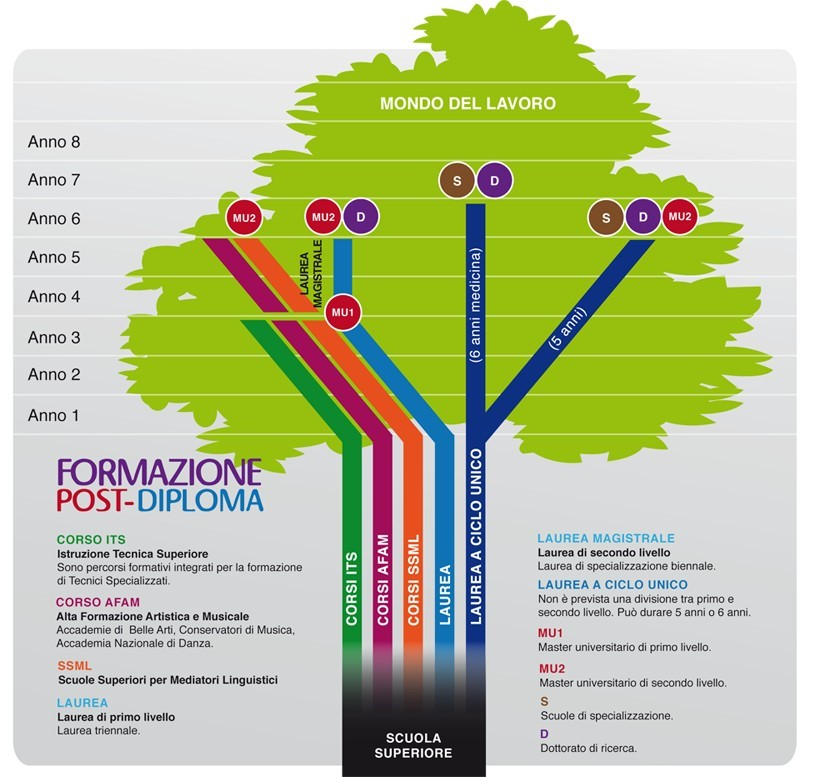 MONDO DEL LAVORO
Anno 8
Anno 7
S
D
Anno 6
MU2
MU2
D
S
D
MU2
Anno 5
LAUREA
MAGISTRALE
Anno 4
MU1
(6 anni medicina)
(5 anni)
Anno 3
Anno 2
Anno 1
FORMAZIONE
POST-DIPLOMA
CORSI ITS
CORSI AFAM
CORSI SSML
LAUREA
LAUREA A CICLO UNICO
SCUOLA
SUPERIORE
CORSO ITS
Istruzione Tecnica Superiore
Sono percorsi formativi integrati per la formazione
di Tecnici Specializzati.
CORSO AFAM
Alta Formazione Artistica e Musicale
Accademie di Belle Arti, Conservatori di Musica,
Accademia Nazionale di Danza.
SSML
Scuole Superiori per Mediatori Linguistici
LAUREA
Laurea di primo livello
Laurea triennale.
LAUREA MAGISTRALE
Laurea di secondo livello
Laurea di specializzazione biennale.
LAUREA A CICLO UNICO
Non è prevista una divisione tra primo e
secondo livello. Può durare 5 anni o 6 anni.
MU1
Master universitario di primo livello.
MU2
Master universitario di secondo livello.
S
Scuole di specializzazione.
D
Dottorato di ricerca.